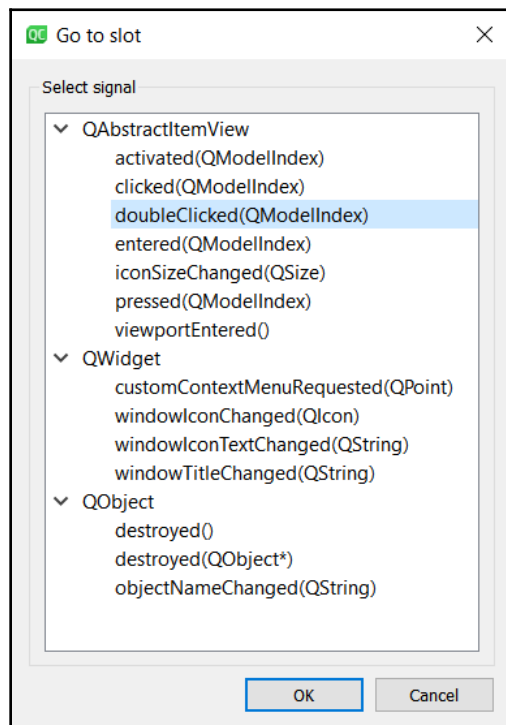 QC Go to slot
Select signal
QAbstractItemView
activated(QModelIndex)
clicked(QModelIndex)
doubleClicked(QModelIndex)
entered(QModelIndex)
iconSizeChanged(QSize)
pressed(QModelIndex)
viewportEntered()
QWidget
customContextMenuRequested(QPoint)
windowIconChanged(QIcon)
windowIconTextChanged(QString)
windowTitleChanged(QString)
QObject
destroyed()
destroyed(QObject*)
objectNameChanged(QString)
OK Cancel